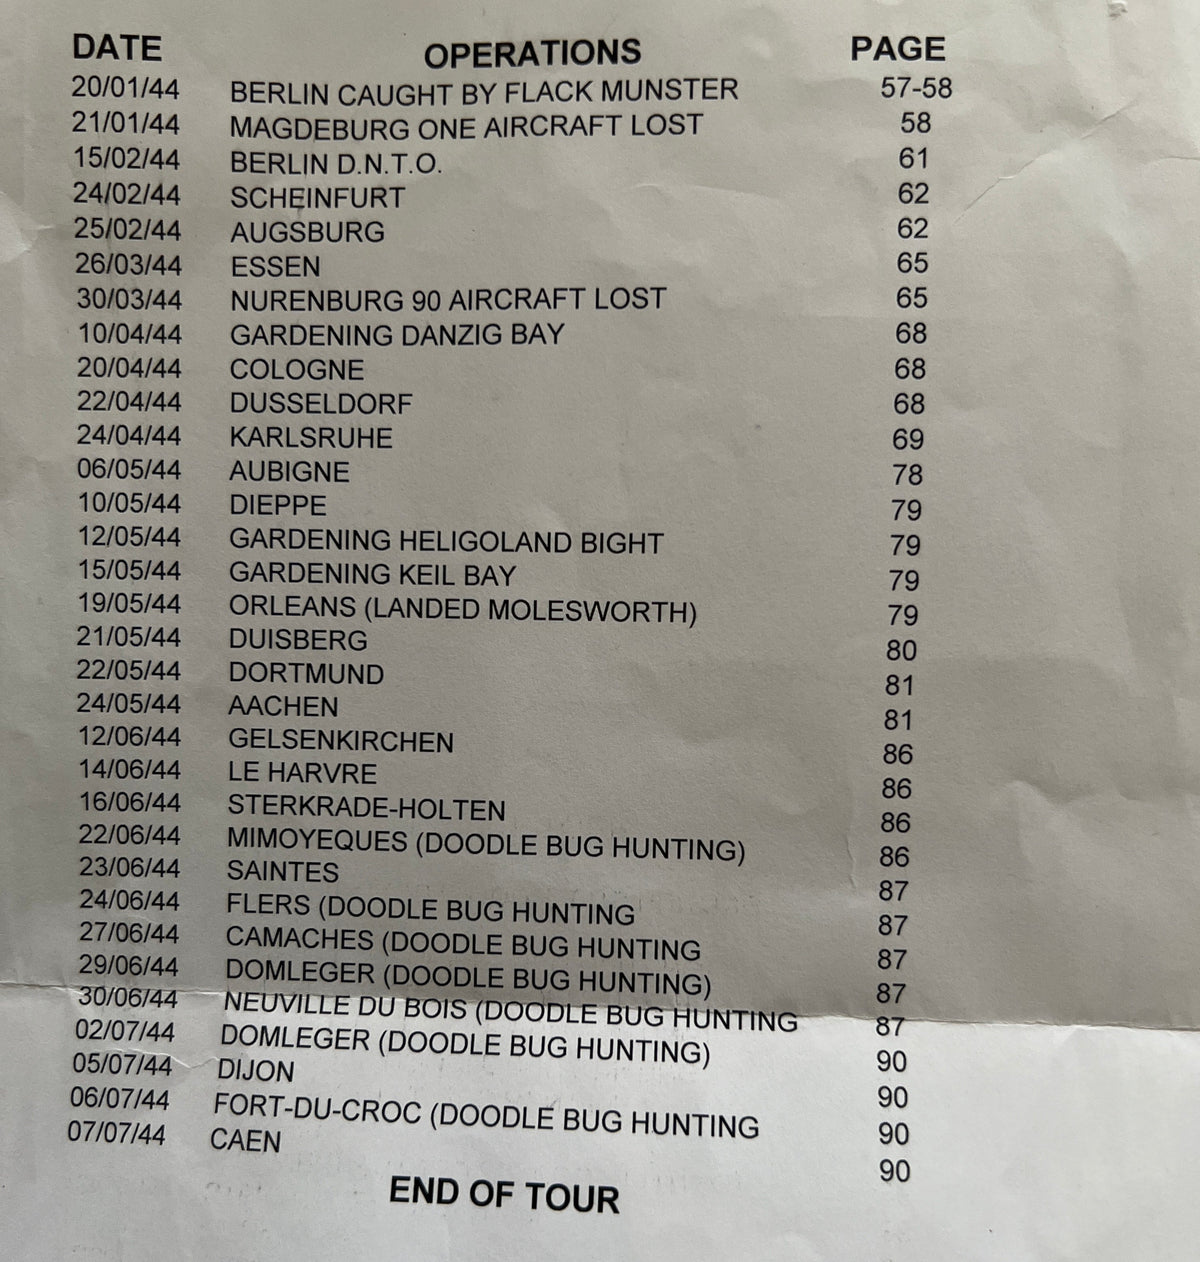 DATE OPERATIONS PAGE
20/01/44 BERLIN CAUGHT BY FLACK MUNSTER 57-58
21/01/44 MAGDEBURG ONE AIRCRAFT LOST 58
15/02/44 BERLIN D.N.T.O. 61
24/02/44 SCHEINFURT 62
25/02/44 AUGSBURG 62
26/03/44 ESSEN 65
30/03/44 NURENBURG 90 AIRCRAFT LOST 65
10/04/44 GARDENING DANZIG BAY 68
20/04/44 COLOGNE 68
22/04/44 DUSSELDORF 68
24/04/44 KARLSRUHE 69
06/05/44 AUBIGNE 78
10/05/44 DIEPPE 79
12/05/44 GARDENING HELIGOLAND BIGHT 79
15/05/44 GARDENING KEIL BAY 79
19/05/44 ORLEANS (LANDED MOLESWORTH) 79
21/05/44 DUISBERG 80
22/05/44 DORTMUND 81
24/05/44 AACHEN 81
12/06/44 GELSENKIRCHEN 86
14/06/44 LE HARVRE 86
16/06/44 STERKRADE-HOLTEN 86
22/06/44 MIMOYEQUES (DOODLE BUG HUNTING) 86
23/06/44 SAINTES 87
24/06/44 FLERS (DOODLE BUG HUNTING 87
27/06/44 CAMACHES (DOODLE BUG HUNTING 87
29/06/44 DOMLEGER (DOODLE BUG HUNTING) 87
30/06/44 NEUVILLE DU BOIS (DOODLE BUG HUNTING 87
02/07/44 DOMLEGER (DOODLE BUG HUNTING) 90
05/07/44 DIJON 90
06/07/44 FORT-DU-CROC (DOODLE BUG HUNTING 90
07/07/44 CAEN 90
END OF TOUR